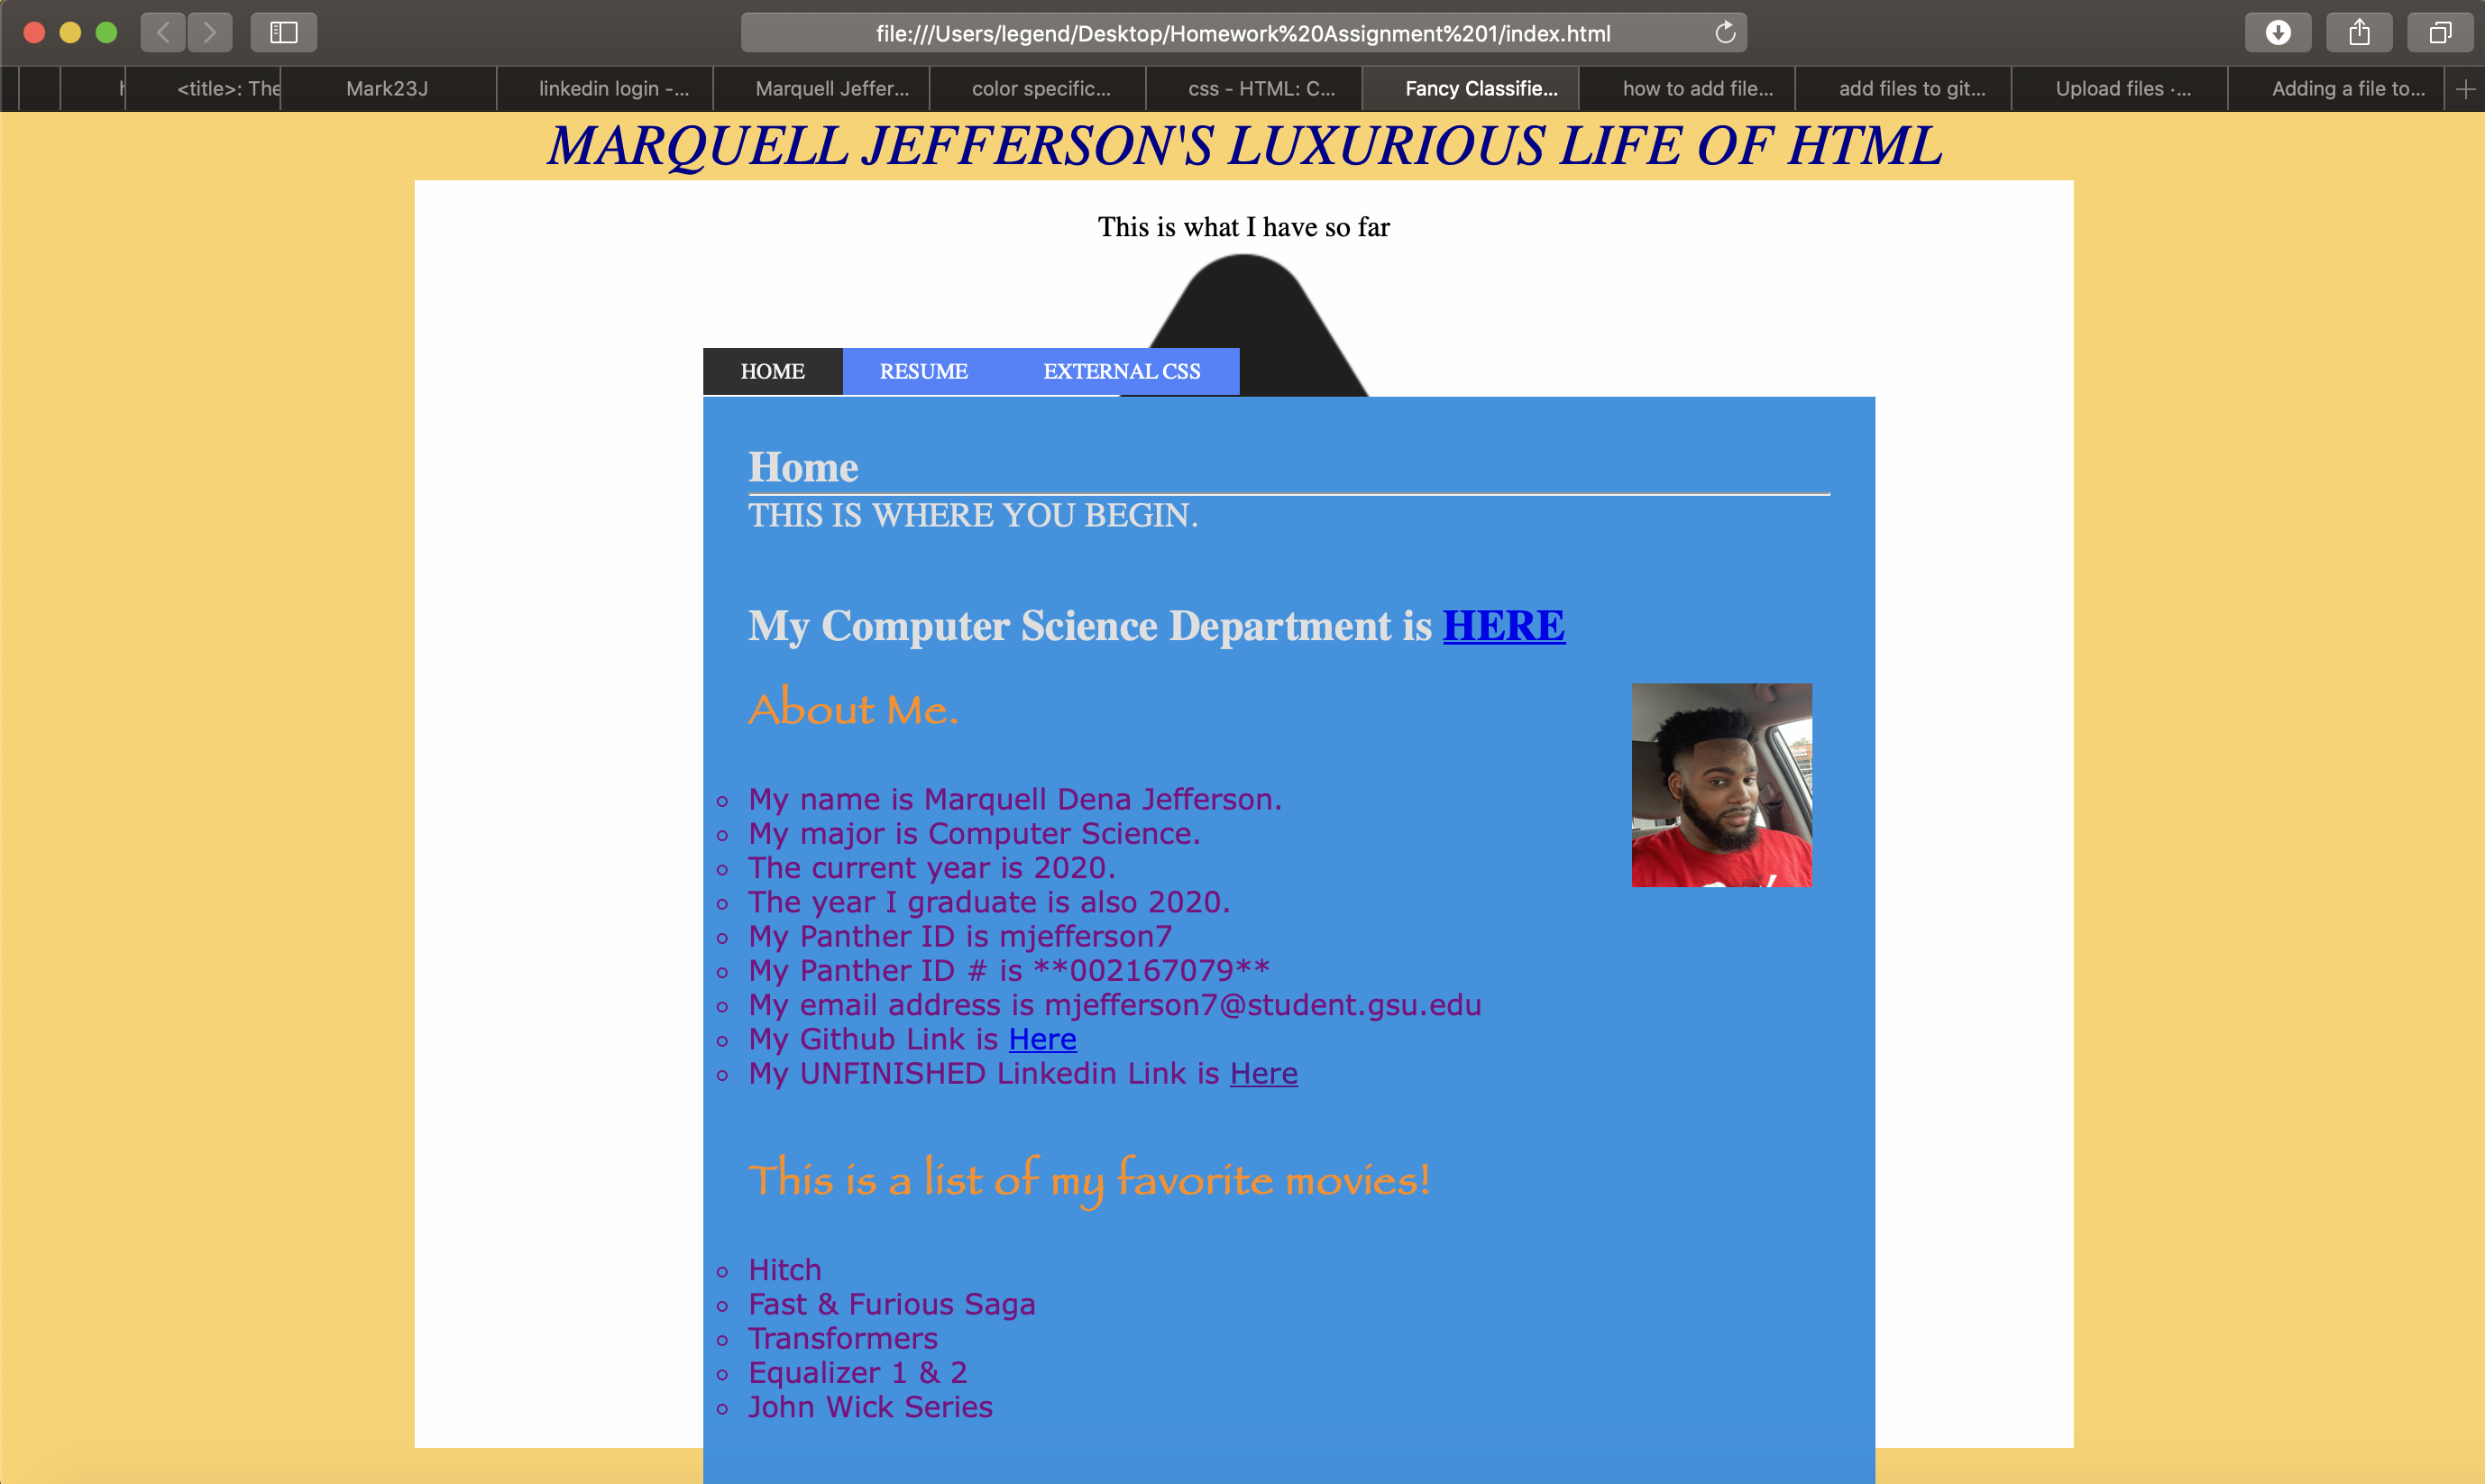 file:///Users/legend/Desktop/Homework%20Assignment%201/index.html
<title>: The
Mark23J
linkedin login -...
Marquell Jeffer...
color specific...
css - HTML: C...
Fancy Classifie...
how to add file...
add files to git...
Upload files ·...
Adding a file to...
MARQUELL JEFFERSON'S LUXURIOUS LIFE OF HTML
This is what I have so far
HOME RESUME EXTERNAL CSS
Home
THIS IS WHERE YOU BEGIN.
My Computer Science Department is HERE
About Me.
My name is Marquell Dena Jefferson.
My major is Computer Science.
The current year is 2020.
The year I graduate is also 2020.
My Panther ID is mjefferson7
My Panther ID # is **002167079**
My email address is mjefferson7@student.gsu.edu
My Github Link is Here
My UNFINISHED Linkedin Link is Here
This is a list of my favorite movies!
Hitch
Fast & Furious Saga
Transformers
Equalizer 1 & 2
John Wick Series